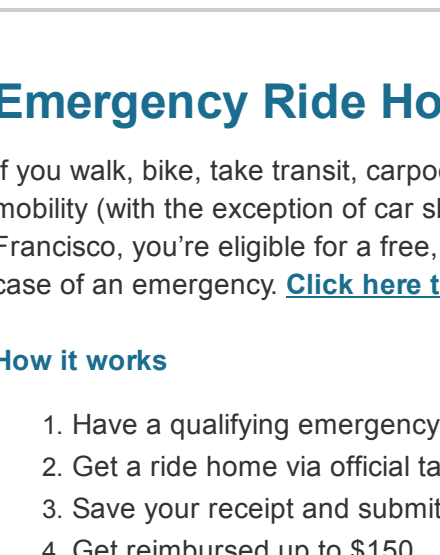 Emergency Ride Ho
If you walk, bike, take transit, carpo
mobility (with the exception of car s
Francisco, you’re eligible for a free,
case of an emergency. Click here t
How it works
1. Have a qualifying emergency
2. Get a ride home via official ta
3. Save your receipt and submit
4. Get reimbursed up to $150